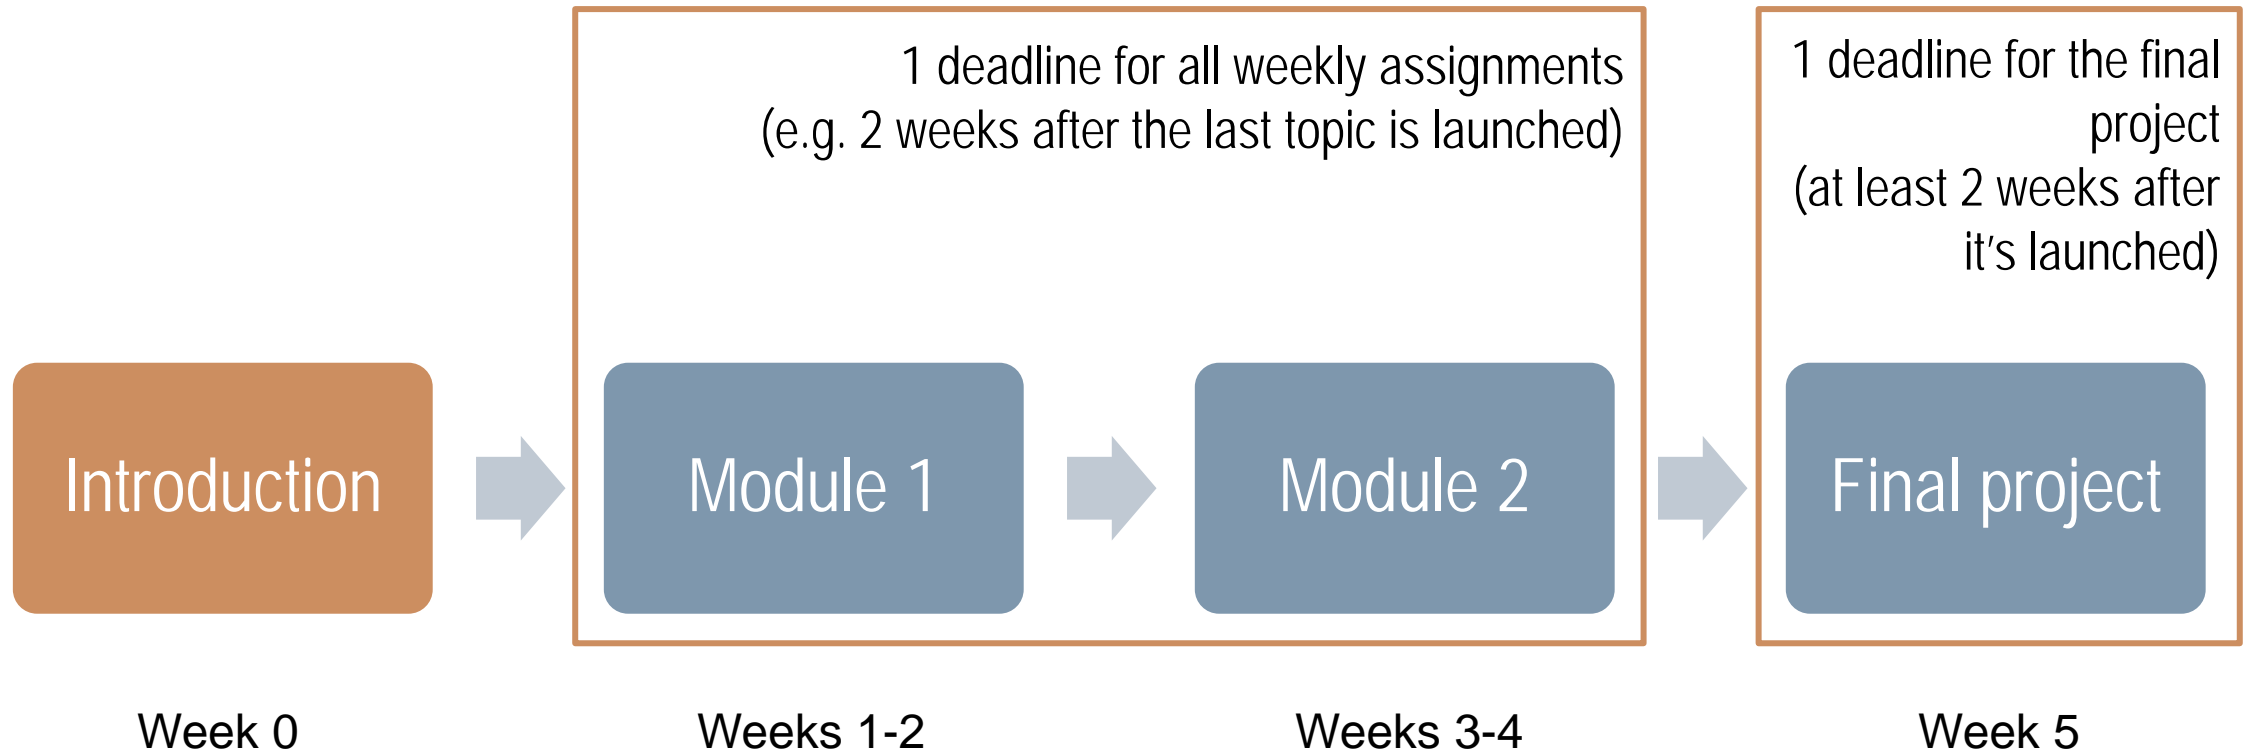 1 deadline for all weekly assignments
(e.g. 2 weeks after the last topic is launched)
1 deadline for the final
project
(at least 2 weeks after
it's launched)
Introduction
Module 1
Module 2
Final project
Week 0
Weeks 1-2
Weeks 3-4
Week 5